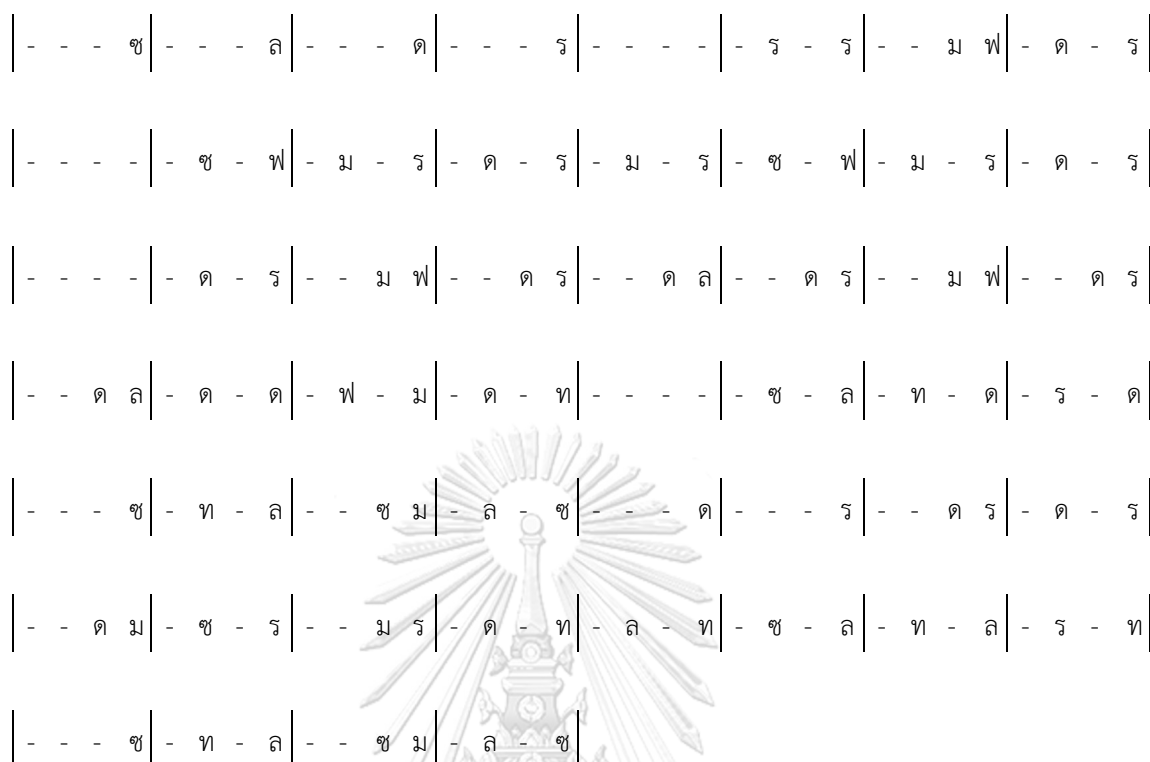 | - - - ซ | - - - ล | - - - ด | - - - ร | - - - - | - ร - ร | - - ม ฟ | - ด - ร |
| - - - - | - ซ - ฟ | - ม - ร | - ด - ร | - ม - ร | - ซ - ฟ | - ม - ร | - ด - ร |
| - - - - | - ด - ร | - - ม ฟ | - - ด ร | - - ด ล | - - ด ร | - - ม ฟ | - - ด ร |
| - - ด ล | - ด - ด | - ฟ - ม | - ด - ท | - - - - | - ซ - ล | - ท - ด | - ร - ด |
| - - - ซ | - ท - ล | - - ซ ม | - ล - ซ | - - - ด | - - - ร | - - ด ร | - ด - ร |
| - - ด ม | - ซ - ร | - - ม ร | - ด - ท | - ล - ท | - ซ - ล | - ท - ล | - ร - ท |
| - - - ซ | - ท - ล | - - ซ ม | - ล - ซ |